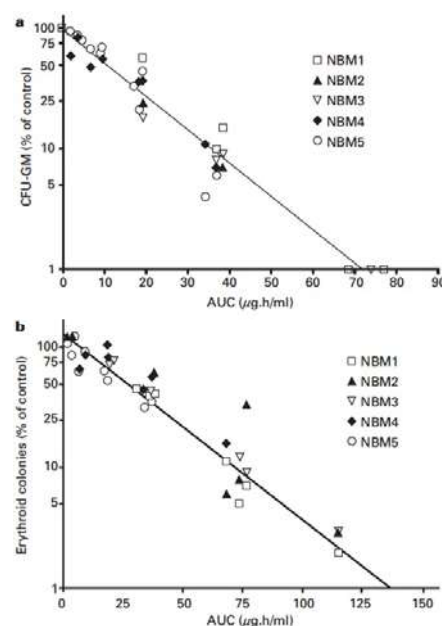 a
100
75
50
25
10
5
1
CFU-GM (% of control)
NBM1
NBM2
NBM3
NBM4
NBM5
0 10 20 30 40 50 60 70 80 90
AUC (µg.h/ml)
b
100
75
50
25
10
5
1
Erythroid colonies (% of control)
NBM1
NBM2
NBM3
NBM4
NBM5
0 25 50 75 100 125 150
AUC (µg.h/ml)